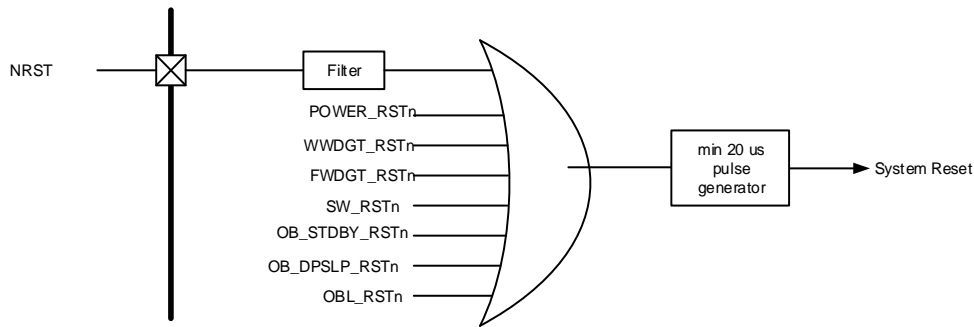 NRST
Filter
POWER_RSTn
WWDGT_RSTn
FWDGT_RSTn
SW_RSTn
OB_STDBY_RSTn
OB_DPSLP_RSTn
OBL_RSTn
min 20 us
pulse
generator
System Reset